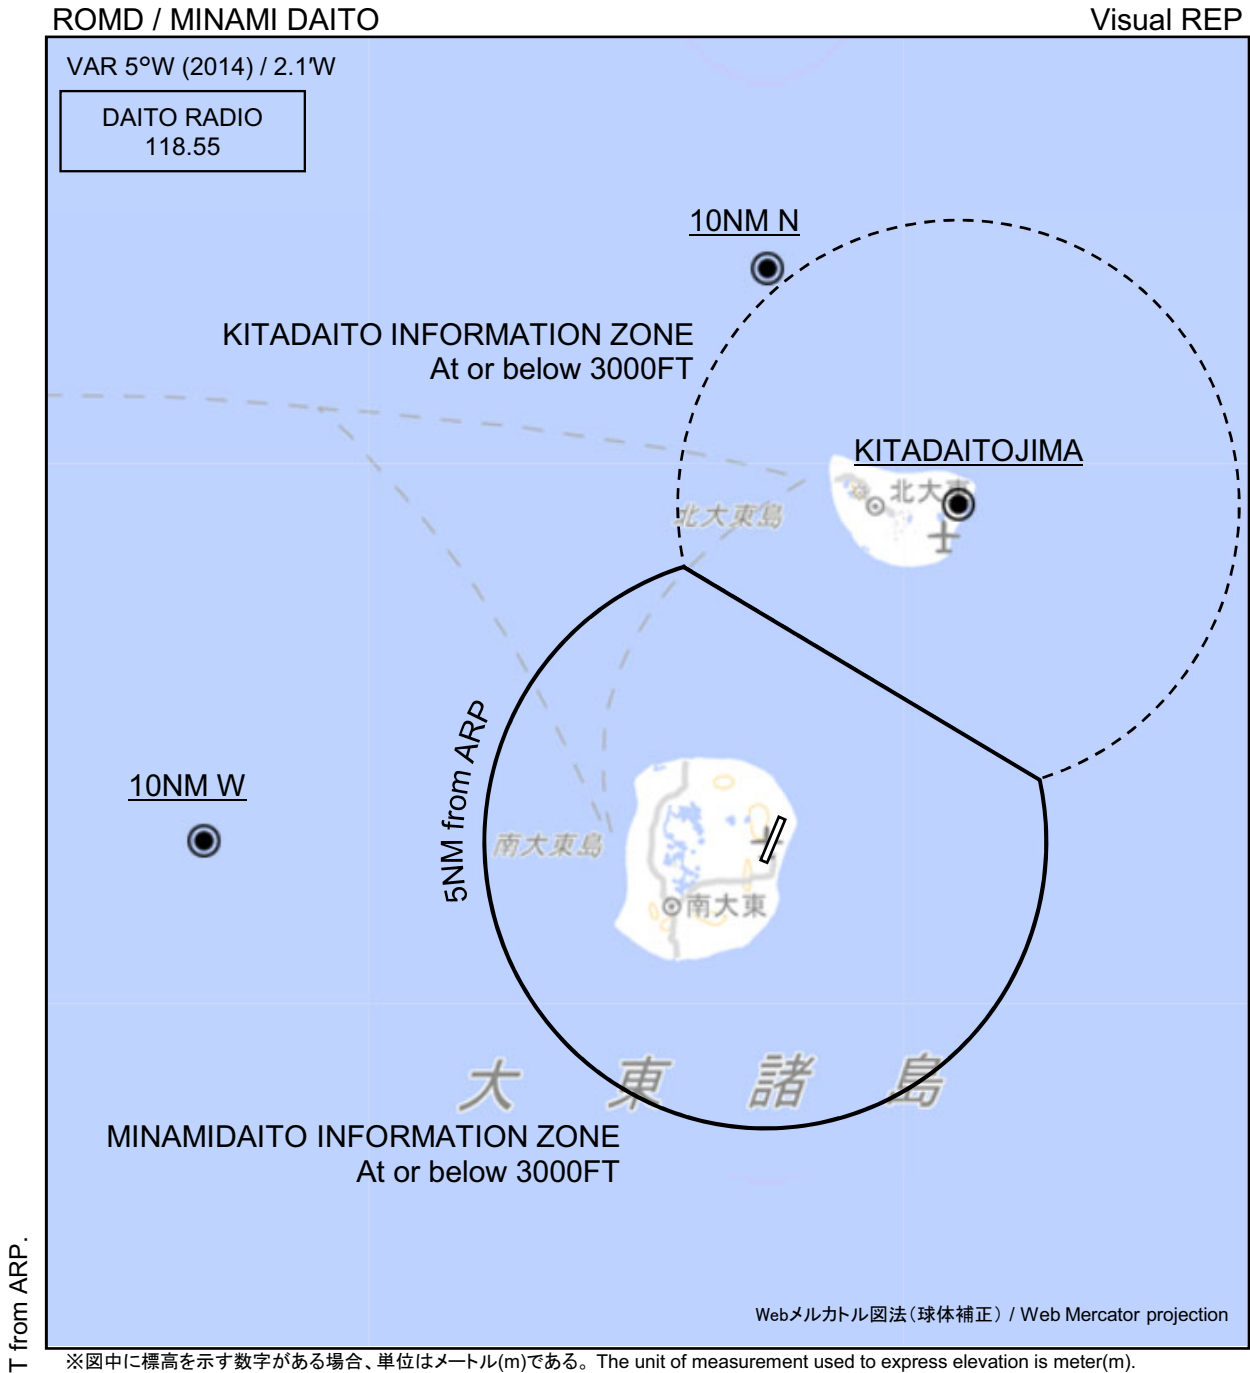 ROMD / MINAMI DAITO
Visual REP
VAR 5°W (2014) / 2.1'W
DAITO RADIO
118.55
10NM N
KITADAITO INFORMATION ZONE
At or below 3000FT
KITADAITOJIMA
北大東
北大東島
5NM from ARP
10NM W
南大東島
南大東
大東諸島
MINAMIDAITO INFORMATION ZONE
At or below 3000FT
T from ARP.
Webメルカトル図法(球体補正) / Web Mercator projection
※図中に標高を示す数字がある場合、単位はメートル(m)である。The unit of measurement used to express elevation is meter(m).